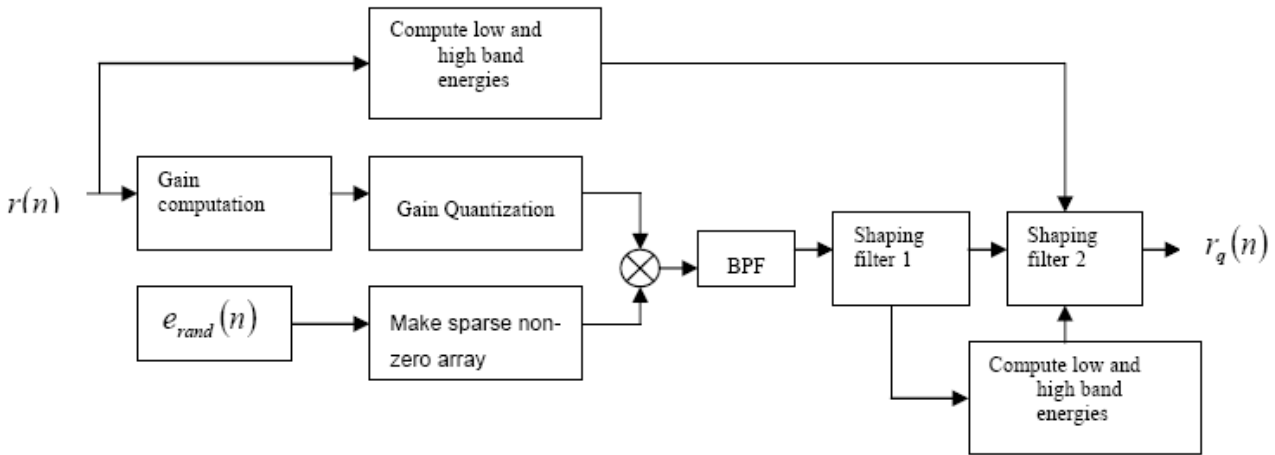 Compute low and
high band
energies
r(n)
Gain
computation
Gain Quantization
BPF
Shaping
filter 1
Shaping
filter 2
r_q(n)
e_rand(n)
Make sparse non-
zero array
Compute low and
high band
energies